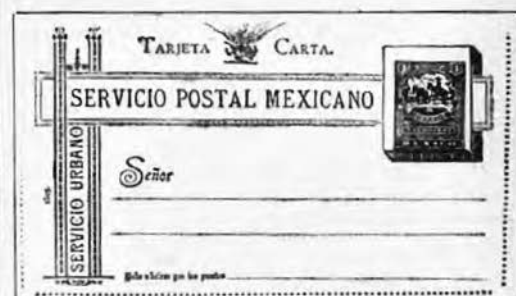 TARJETA CARTA.
SERVICIO POSTAL MEXICANO
SERVICIO URBANO
Señor